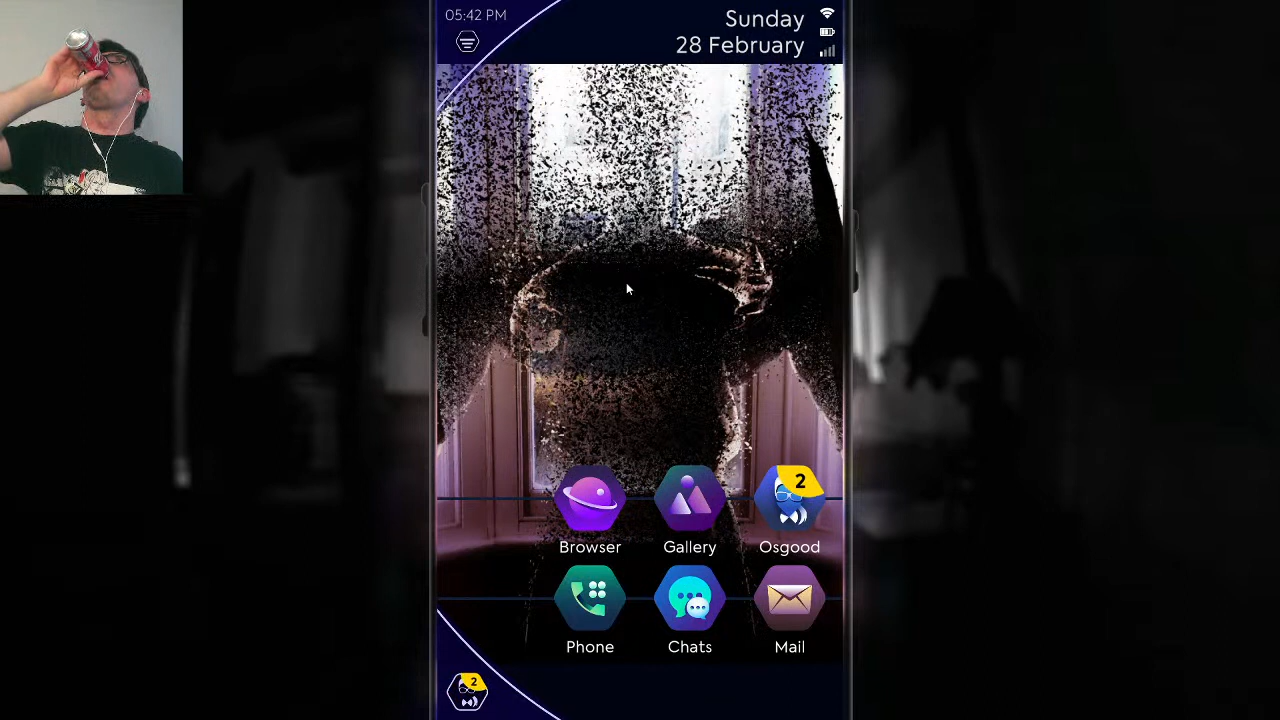 05:42 PM
Sunday
28 February
2
Browser
Gallery
Osgood
Phone
Chats
Mail
2